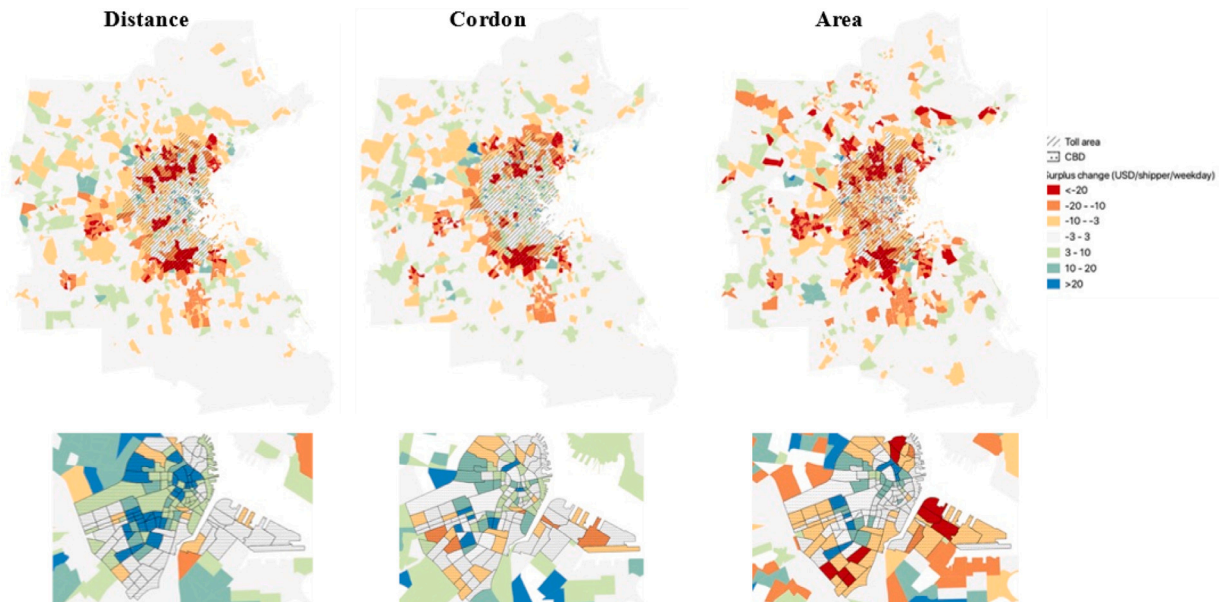 Distance
Cordon
Area
Toll area
CBD
Surplus change (USD/shipper/weekday)
<-20
-20 - -10
-10 - -3
-3 - 3
3 - 10
10 - 20
>20